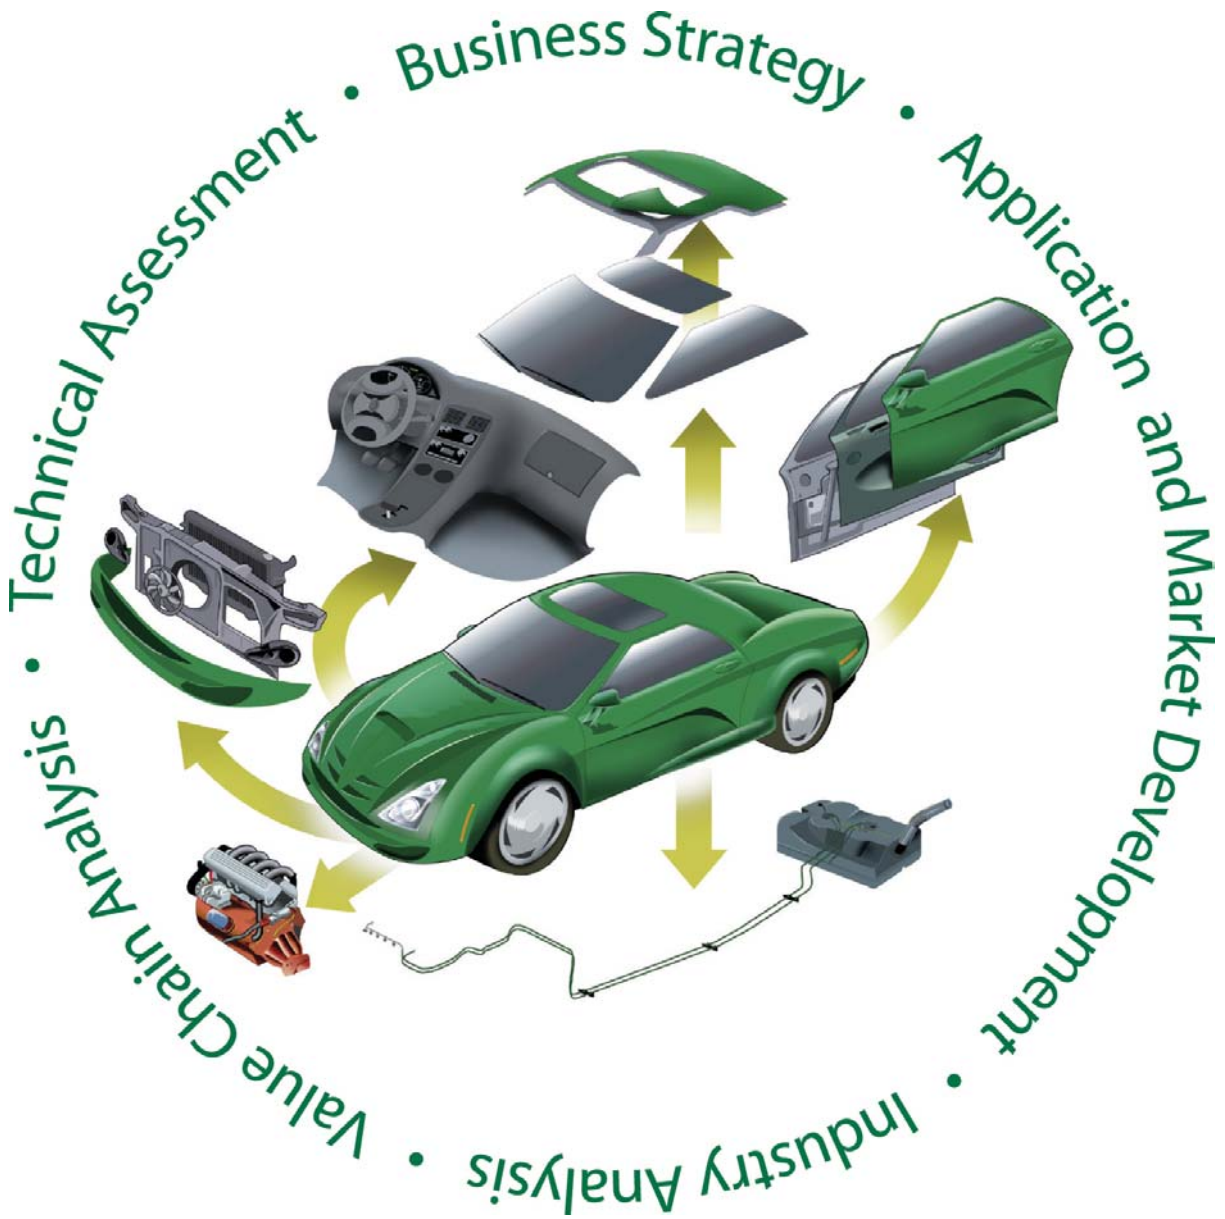 Business Strategy
•
Application and Market Development
•
Industry Analysis
•
Value Chain Analysis
•
Technical Assessment
•